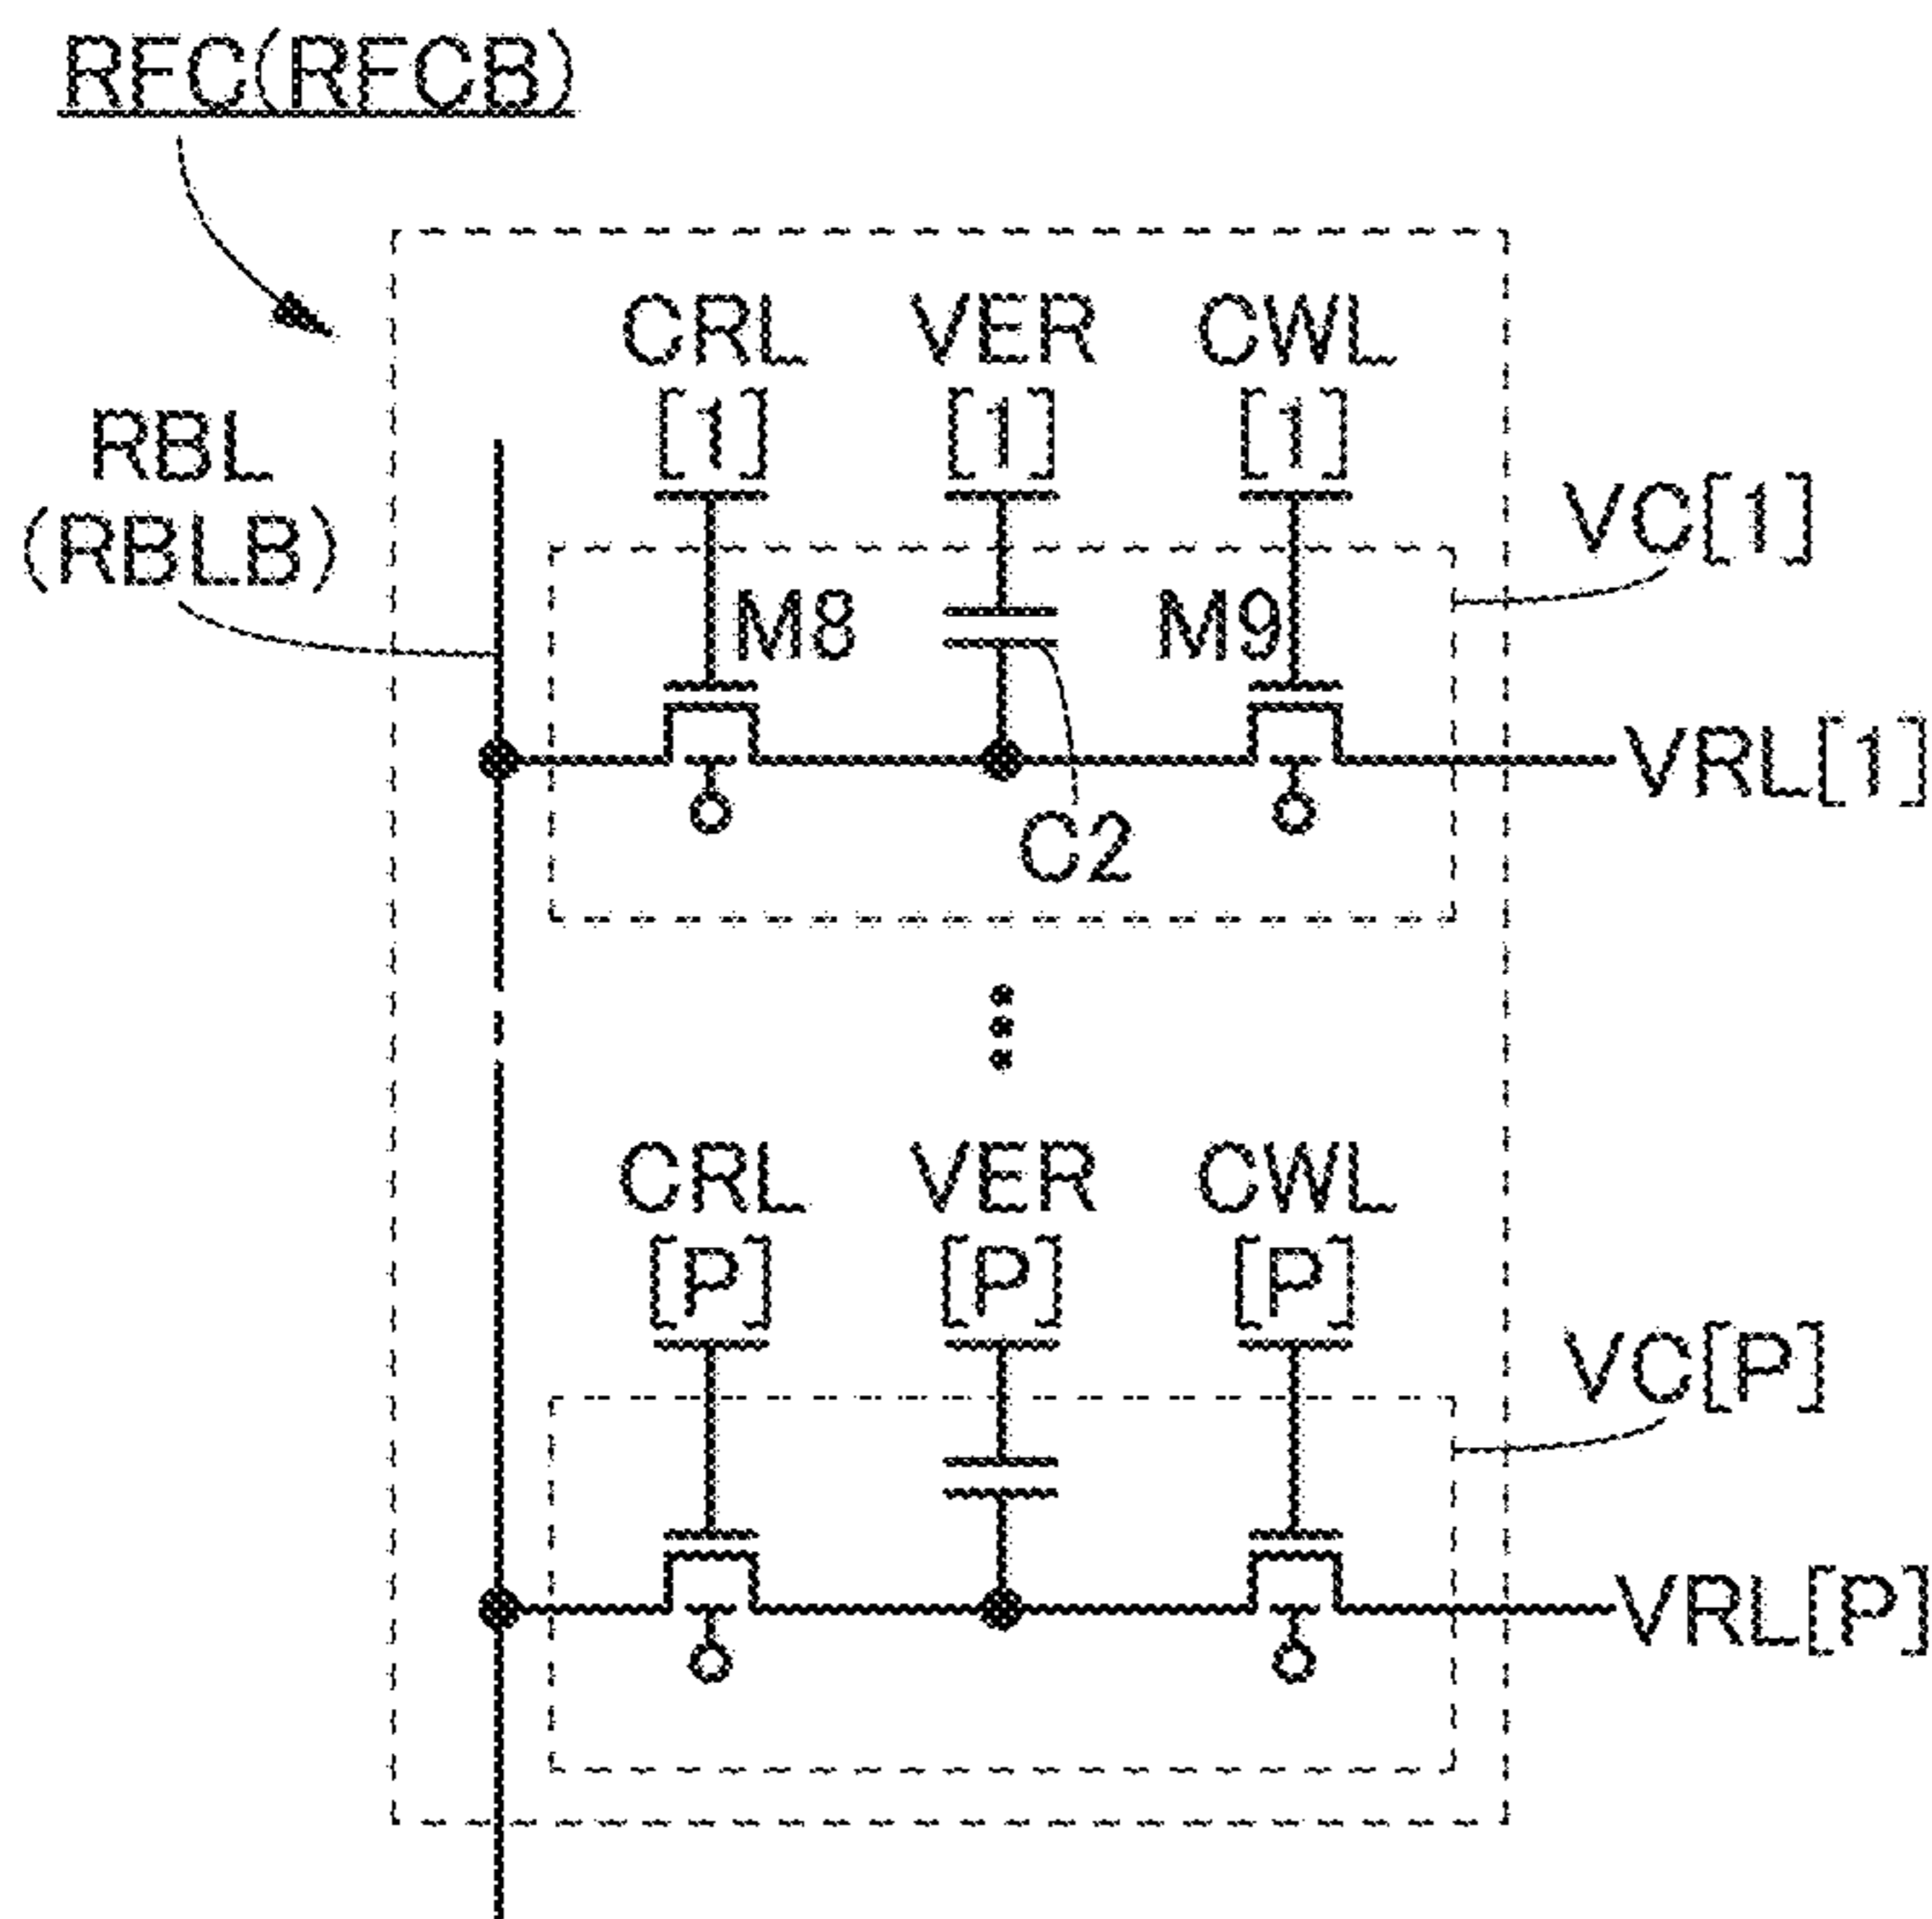 RFC(RFCB)
CRL
[1]
VER
[1]
CWL
[1]
RBL
(RBLB)
VC[1]
M8
M9
VRL[1]
C2
CRL
[P]
VER
[P]
CWL
[P]
VC[P]
VRL[P]